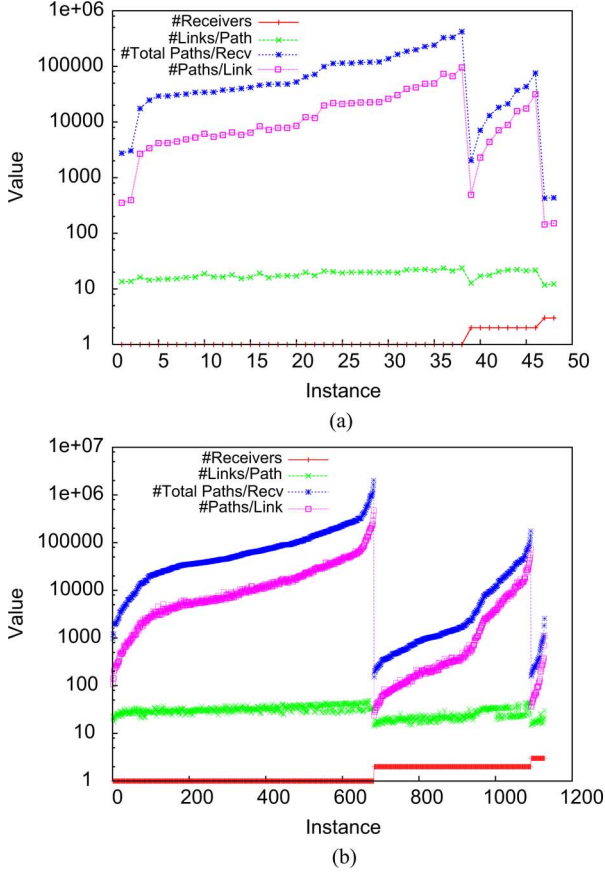 #Receivers
#Links/Path
#Total Paths/Recv
#Paths/Link
1e+06
100000
10000
1000
100
10
1
Value
0 5 10 15 20 25 30 35 40 45 50
Instance
(a)
#Receivers
#Links/Path
#Total Paths/Recv
#Paths/Link
1e+07
1e+06
100000
10000
1000
100
10
1
Value
0 200 400 600 800 1000 1200
Instance
(b)